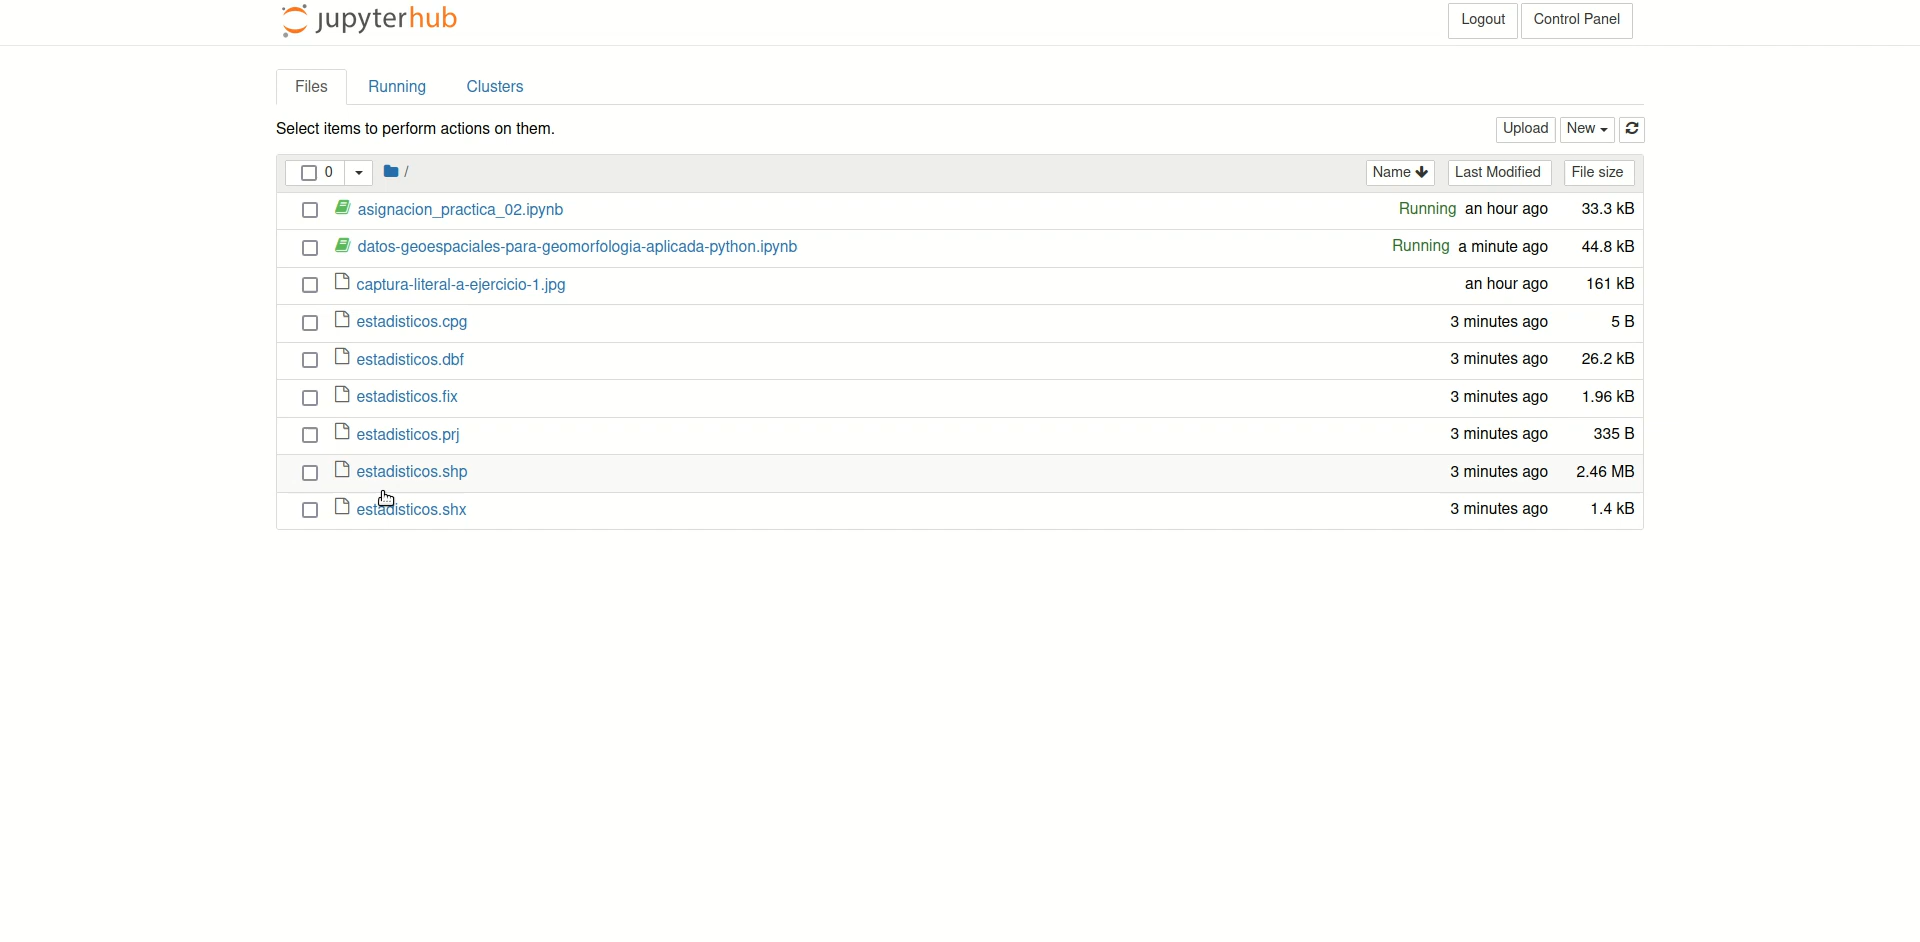 jupyterhub Logout Control Panel
Files Running Clusters
Select items to perform actions on them. Upload New
0 / Name Last Modified File size
asignacion_practica_02.ipynb Running an hour ago 33.3 kB
datos-geoespaciales-para-geomorfologia-aplicada-python.ipynb Running a minute ago 44.8 kB
captura-literal-a-ejercicio-1.jpg an hour ago 161 kB
estadisticos.cpg 3 minutes ago 5 B
estadisticos.dbf 3 minutes ago 26.2 kB
estadisticos.fix 3 minutes ago 1.96 kB
estadisticos.prj 3 minutes ago 335 B
estadisticos.shp 3 minutes ago 2.46 MB
estadisticos.shx 3 minutes ago 1.4 kB